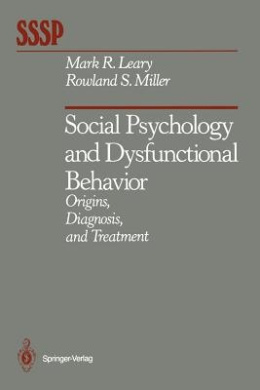 SSSP
Mark R. Leary
Rowland S. Miller
Social Psychology
and Dysfunctional
Behavior
Origins,
Diagnosis,
and Treatment
Springer-Verlag